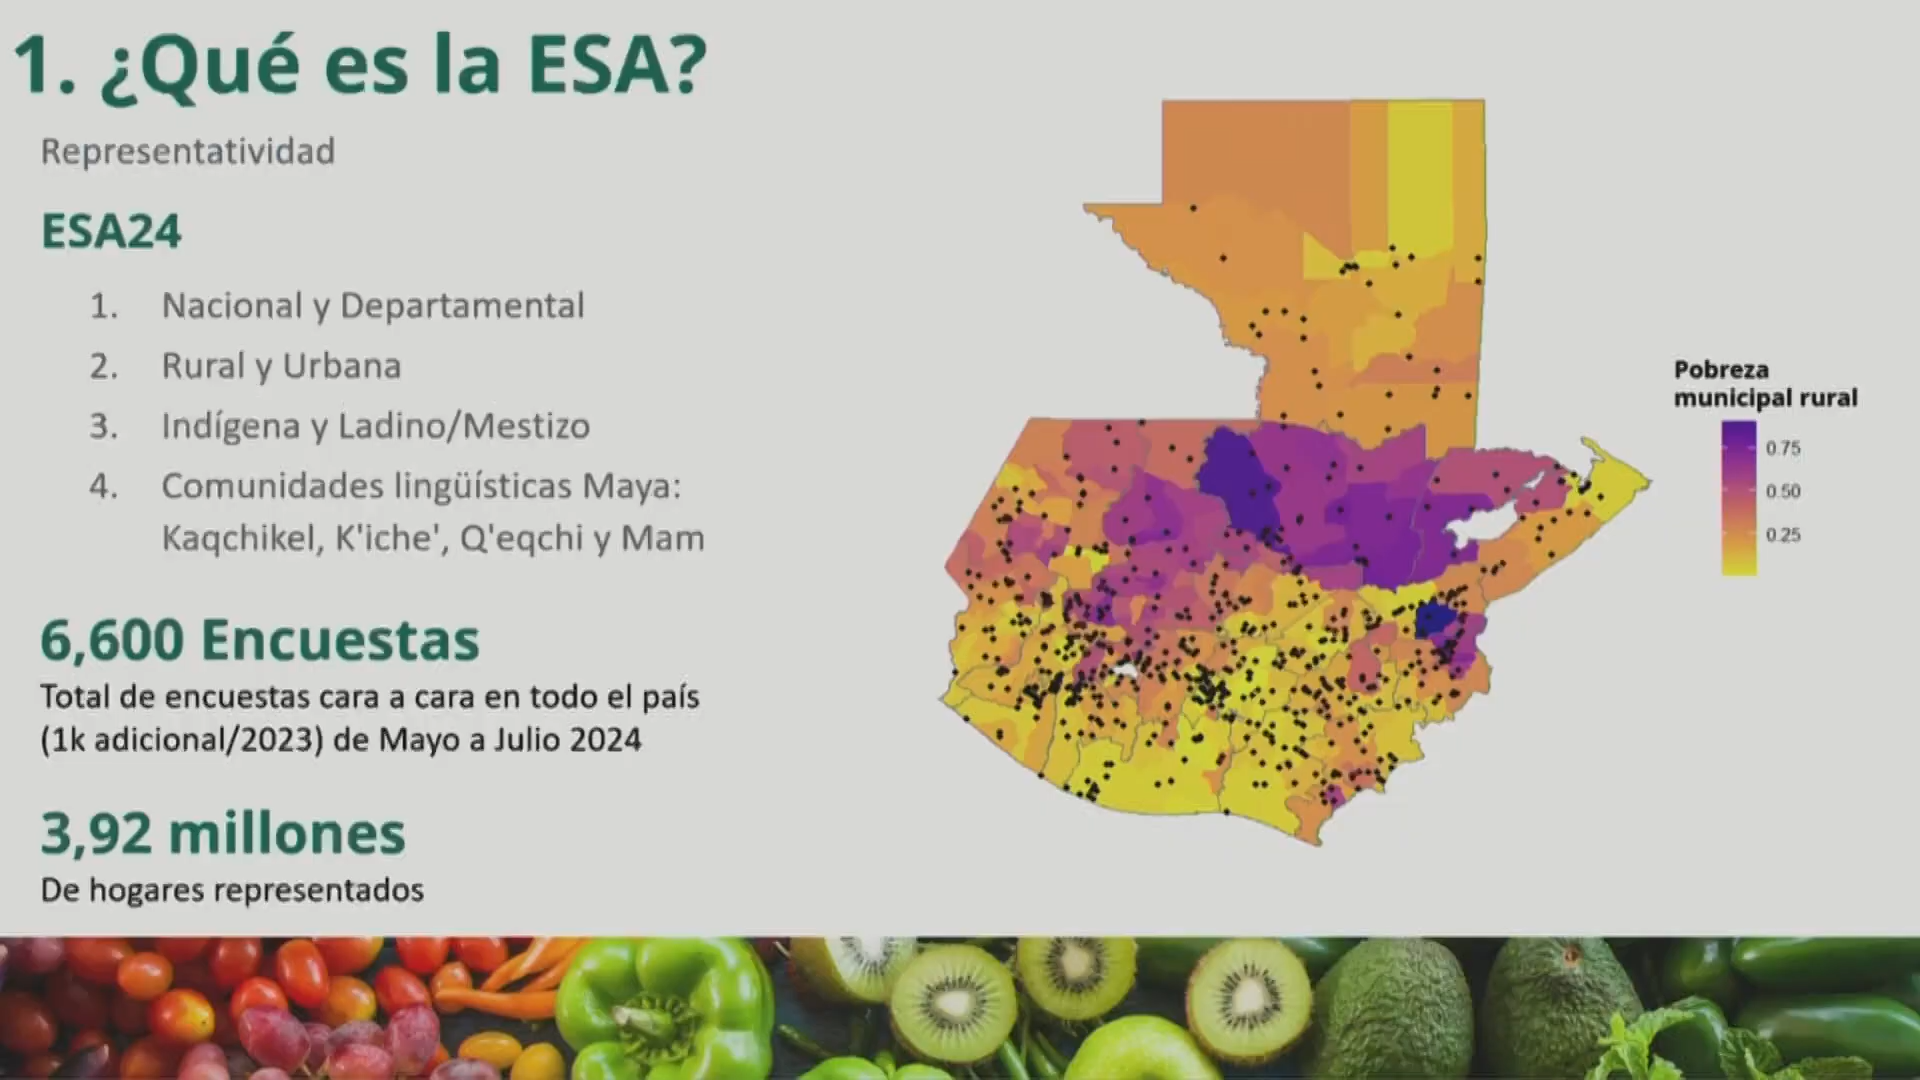 1. ¿Qué es la ESA?
Representatividad
ESA24
1. Nacional y Departamental
2. Rural y Urbana
3. Indígena y Ladino/Mestizo
4. Comunidades lingüísticas Maya:
Kaqchikel, K'iche', Q'eqchi y Mam
6,600 Encuestas
Total de encuestas cara a cara en todo el país
(1k adicional/2023) de Mayo a Julio 2024
3,92 millones
De hogares representados
Pobreza
municipal rural
0.75
0.50
0.25